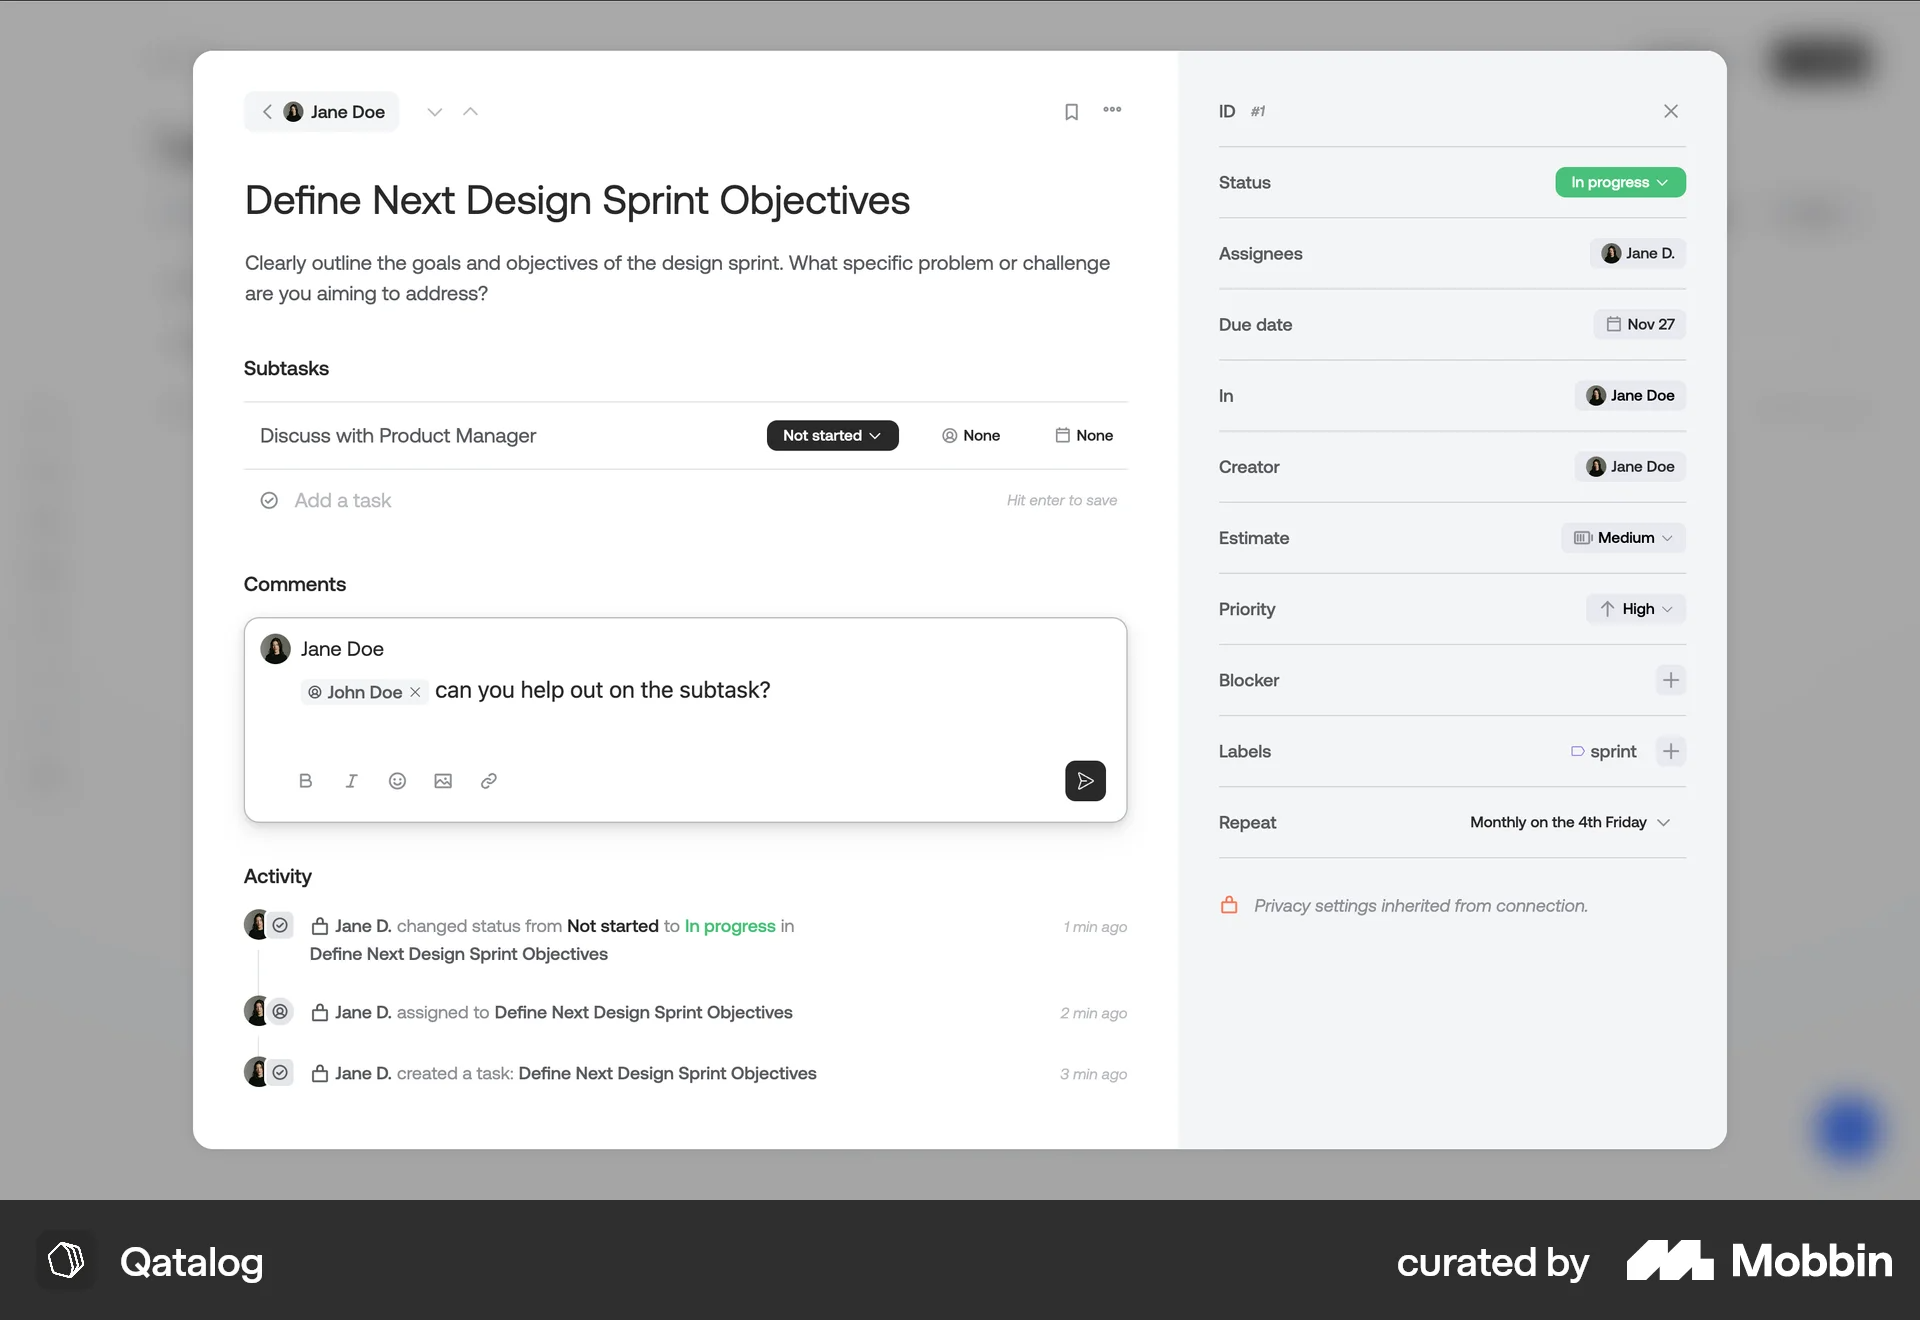 Jane Doe
Define Next Design Sprint Objectives
Clearly outline the goals and objectives of the design sprint. What specific problem or challenge
are you aiming to address?
Subtasks
Discuss with Product Manager Not started None None
Add a task Hit enter to save
Comments
Jane Doe
John Doe can you help out on the subtask?
B I
Activity
Jane D. changed status from Not started to In progress in 1 min ago
Define Next Design Sprint Objectives
Jane D. assigned to Define Next Design Sprint Objectives 2 min ago
Jane D. created a task: Define Next Design Sprint Objectives 3 min ago
ID #1
Status In progress
Assignees Jane D.
Due date Nov 27
In Jane Doe
Creator Jane Doe
Estimate Medium
Priority High
Blocker
Labels sprint
Repeat Monthly on the 4th Friday
Privacy settings inherited from connection.
Qatalog
curated by Mobbin